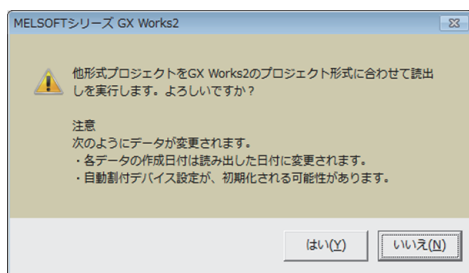 MELSOFTシリーズ GX Works2
他形式プロジェクトをGX Works2のプロジェクト形式に合わせて読出
しを実行します。よろしいですか？
注意
次のようにデータが変更されます。
・各データの作成日付は読み出した日付に変更されます。
・自動割付デバイス設定が、初期化される可能性があります。
はい(Y)
いいえ(N)